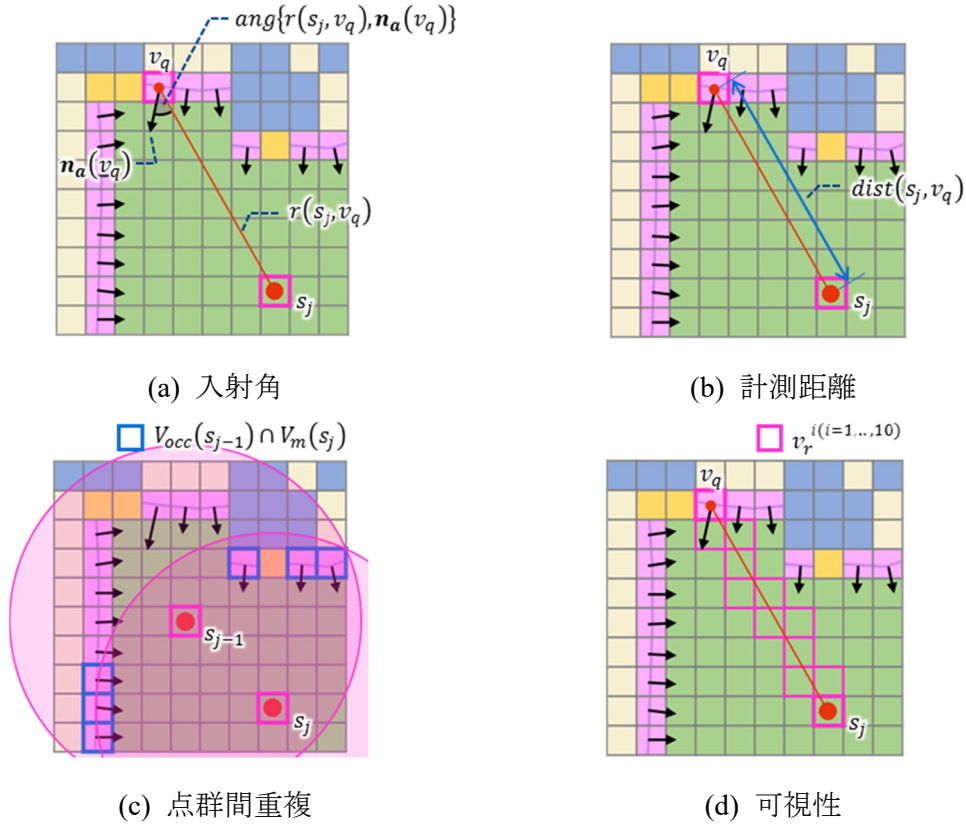 ang{r(s_j, v_q), n_a(v_q)}
v_q
n_a(v_q)
r(s_j, v_q)
s_j
(a) 入射角
v_q
dist(s_j, v_q)
s_j
(b) 計測距離
V_occ(s_{j-1}) ∩ V_m(s_j)
s_{j-1}
s_j
(c) 点群間重複
v_r^{i(i=1,..,10)}
v_q
s_j
(d) 可視性